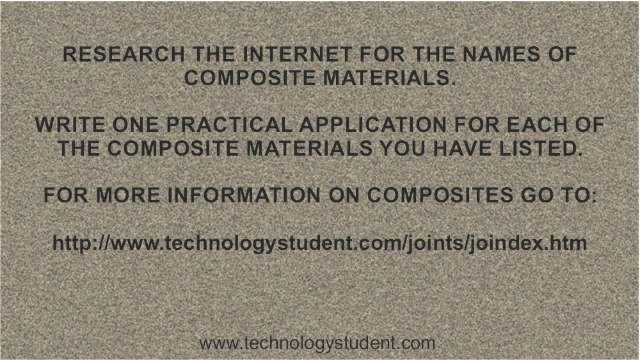 RESEARCH THE INTERNET FOR THE NAMES OF
COMPOSITE MATERIALS.
WRITE ONE PRACTICAL APPLICATION FOR EACH OF
THE COMPOSITE MATERIALS YOU HAVE LISTED.
FOR MORE INFORMATION ON COMPOSITES GO TO:
http://www.technologystudent.com/joints/joindex.htm
www.technologystudent.com